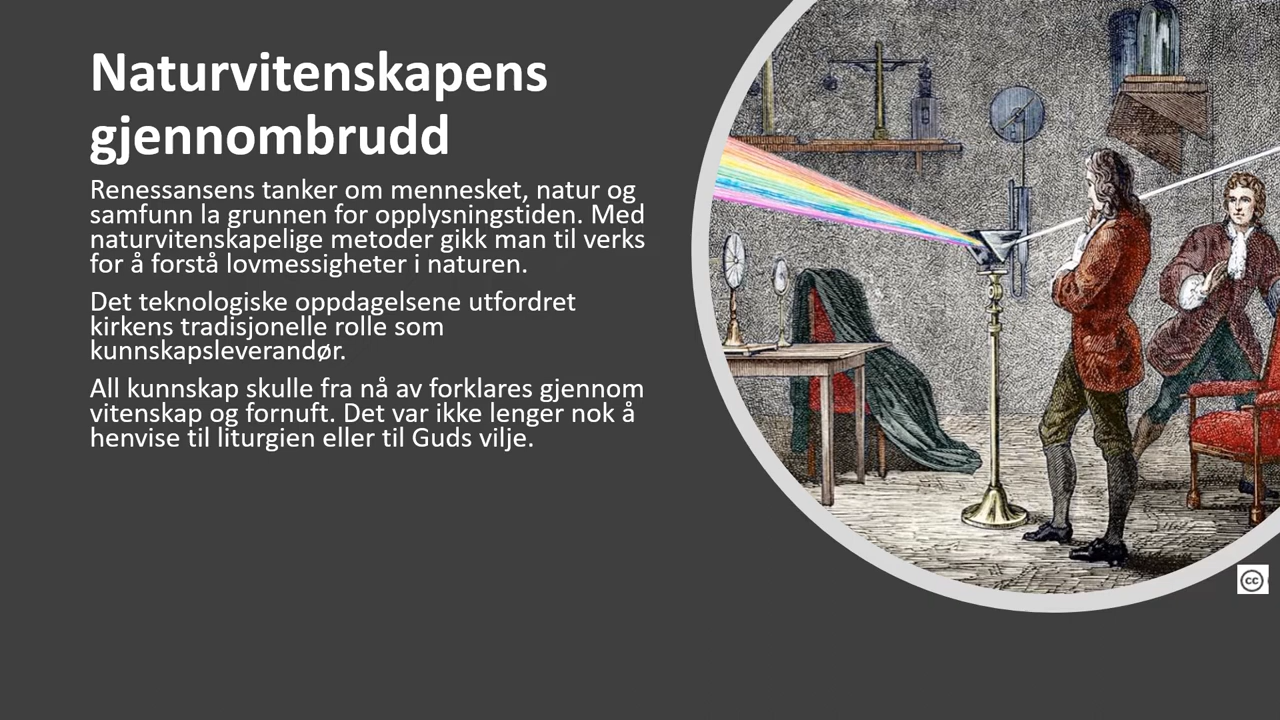 Naturvitenskapens
gjennombrudd
Renessansens tanker om mennesket, natur og
samfunn la grunnen for opplysningstiden. Med
naturvitenskapelige metoder gikk man til verks
for å forstå lovmessigheter i naturen.
Det teknologiske oppdagelsene utfordret
kirkens tradisjonelle rolle som
kunnskapsleverandør.
All kunnskap skulle fra nå av forklares gjennom
vitenskap og fornuft. Det var ikke lenger nok å
henvise til liturgien eller til Guds vilje.
cc